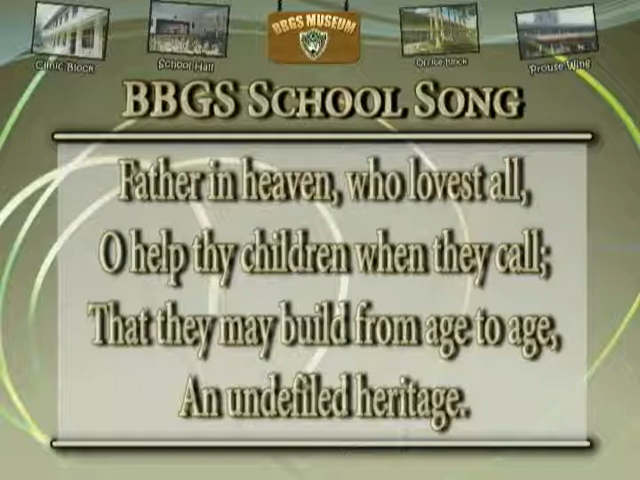 BBGS MUSEUM
Clinic Block
School Hall
Office Block
Prouse Wing
BBGS SCHOOL SONG
Father in heaven, who lovest all,
O help thy children when they call;
That they may build from age to age,
An undefiled heritage.